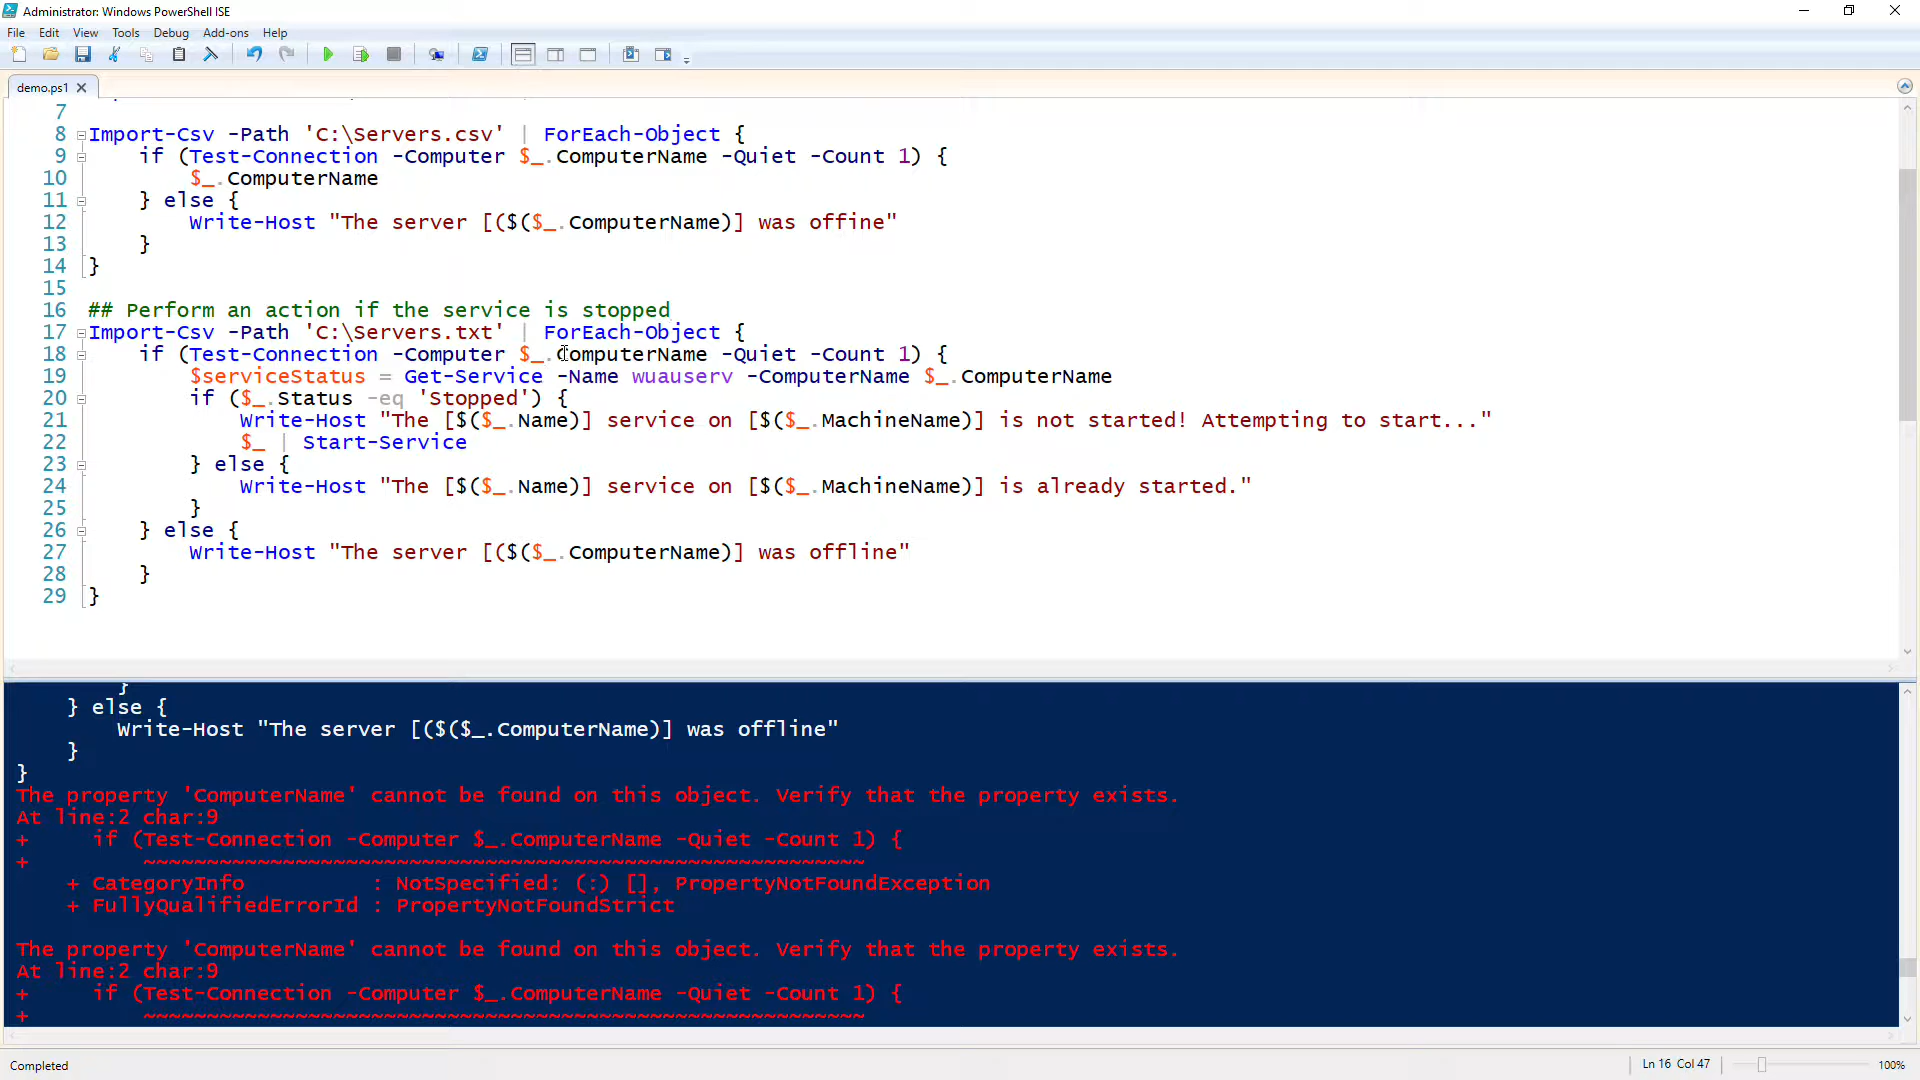 Administrator: Windows PowerShell ISE
File Edit View Tools Debug Add-ons Help
demo.ps1
7
8 Import-Csv -Path 'C:\Servers.csv' | ForEach-Object {
9     if (Test-Connection -Computer $_.ComputerName -Quiet -Count 1) {
10         $_.ComputerName
11     } else {
12         Write-Host "The server [($($_.ComputerName)] was offine"
13     }
14 }
15
16 ## Perform an action if the service is stopped
17 Import-Csv -Path 'C:\Servers.txt' | ForEach-Object {
18     if (Test-Connection -Computer $_.ComputerName -Quiet -Count 1) {
19         $serviceStatus = Get-Service -Name wuauserv -ComputerName $_.ComputerName
20         if ($_.Status -eq 'Stopped') {
21             Write-Host "The [$($_.Name)] service on [$($_.MachineName)] is not started! Attempting to start..."
22             $_ | Start-Service
23         } else {
24             Write-Host "The [$($_.Name)] service on [$($_.MachineName)] is already started."
25         }
26     } else {
27         Write-Host "The server [($($_.ComputerName)] was offline"
28     }
29 }
        }
    } else {
        Write-Host "The server [($($_.ComputerName)] was offline"
    }
}
The property 'ComputerName' cannot be found on this object. Verify that the property exists.
At line:2 char:9
+     if (Test-Connection -Computer $_.ComputerName -Quiet -Count 1) {
+         ~~~~~~~~~~~~~~~~~~~~~~~~~~~~~~~~~~~~~~~~~~~~~~~~~~~~~~~~~
    + CategoryInfo          : NotSpecified: (:) [], PropertyNotFoundException
    + FullyQualifiedErrorId : PropertyNotFoundStrict

The property 'ComputerName' cannot be found on this object. Verify that the property exists.
At line:2 char:9
+     if (Test-Connection -Computer $_.ComputerName -Quiet -Count 1) {
+         ~~~~~~~~~~~~~~~~~~~~~~~~~~~~~~~~~~~~~~~~~~~~~~~~~~~~~~~~~
Completed
Ln 16 Col 47
100%